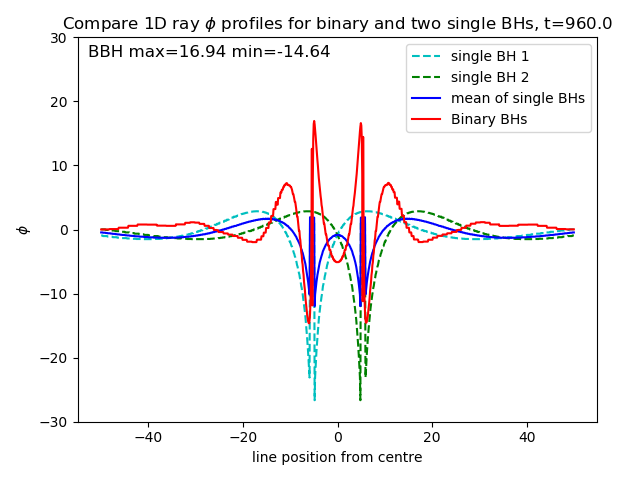 Compare 1D ray ϕ profiles for binary and two single BHs, t=960.0
BBH max=16.94 min=-14.64
single BH 1
single BH 2
mean of single BHs
Binary BHs
30
20
10
0
−10
−20
−30
ϕ
−40
−20
0
20
40
line position from centre